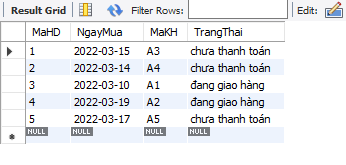 Result Grid Filter Rows: Edit:
MaHD NgayMua MaKH TrangThai
1 2022-03-15 A3 chưa thanh toán
2 2022-03-14 A4 chưa thanh toán
3 2022-03-10 A1 đang giao hàng
4 2022-03-19 A2 đang giao hàng
5 2022-03-17 A5 chưa thanh toán
NULL NULL NULL NULL